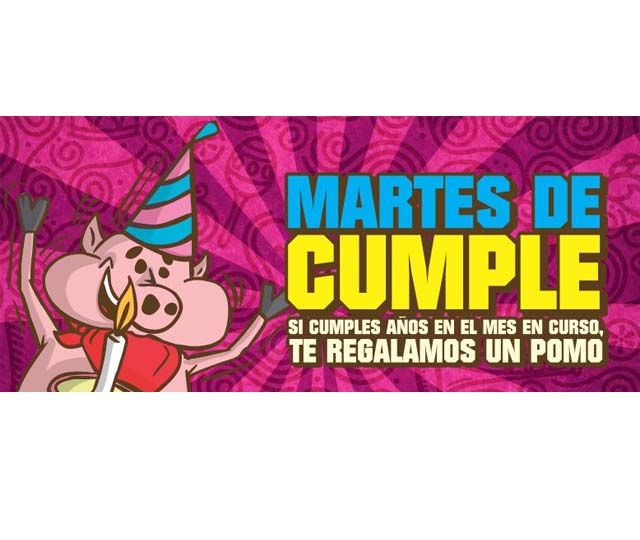 MARTES DE
CUMPLE
SI CUMPLES AÑOS EN EL MES EN CURSO,
TE REGALAMOS UN POMO